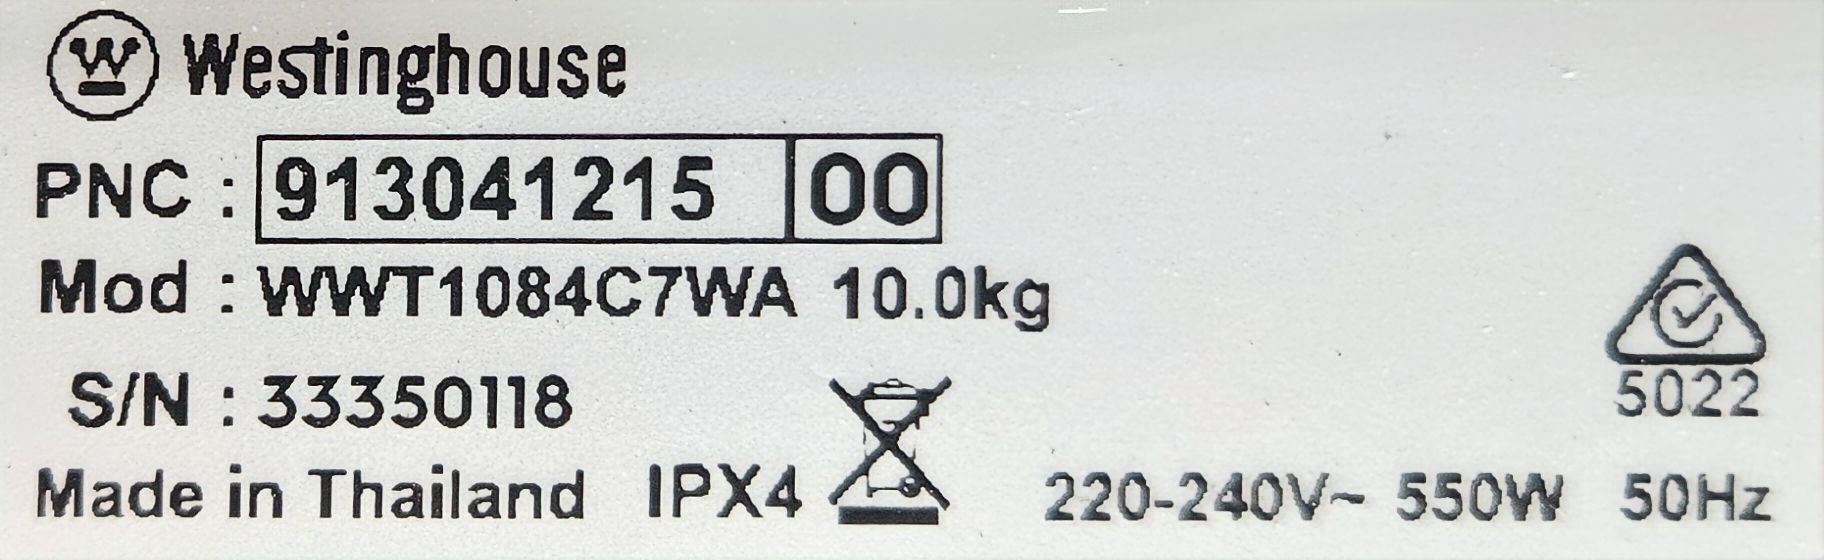 Westinghouse
PNC : 913041215 00
Mod : WWT1084C7WA 10.0kg
S/N : 33350118
5022
Made in Thailand IPX4 220-240V~ 550W 50Hz